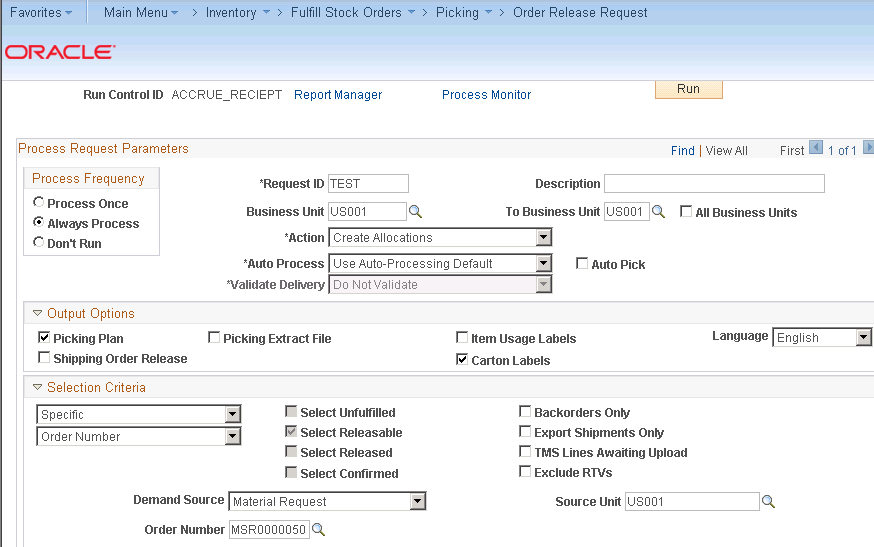 Favorites Main Menu > Inventory > Fulfill Stock Orders > Picking > Order Release Request
ORACLE
Run Control ID ACCRUE_RECIEPT Report Manager Process Monitor Run
Process Request Parameters Find | View All First 1 of 1
Process Frequency
Process Once
Always Process
Don't Run
*Request ID TEST Description
Business Unit US001 To Business Unit US001 All Business Units
*Action Create Allocations
*Auto Process Use Auto-Processing Default Auto Pick
*Validate Delivery Do Not Validate
Output Options
Picking Plan Picking Extract File Item Usage Labels Language English
Shipping Order Release Carton Labels
Selection Criteria
Specific Select Unfulfilled Backorders Only
Order Number Select Releasable Export Shipments Only
Select Released TMS Lines Awaiting Upload
Select Confirmed Exclude RTVs
Demand Source Material Request Source Unit US001
Order Number MSR0000050